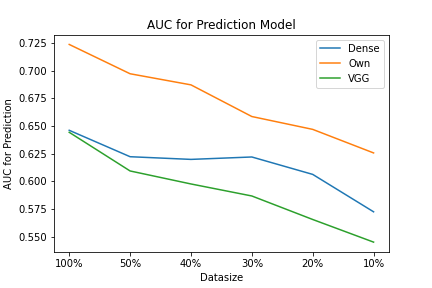 AUC for Prediction Model
AUC for Prediction
0.725
0.700
0.675
0.650
0.625
0.600
0.575
0.550
Dense
Own
VGG
100% 50% 40% 30% 20% 10%
Datasize